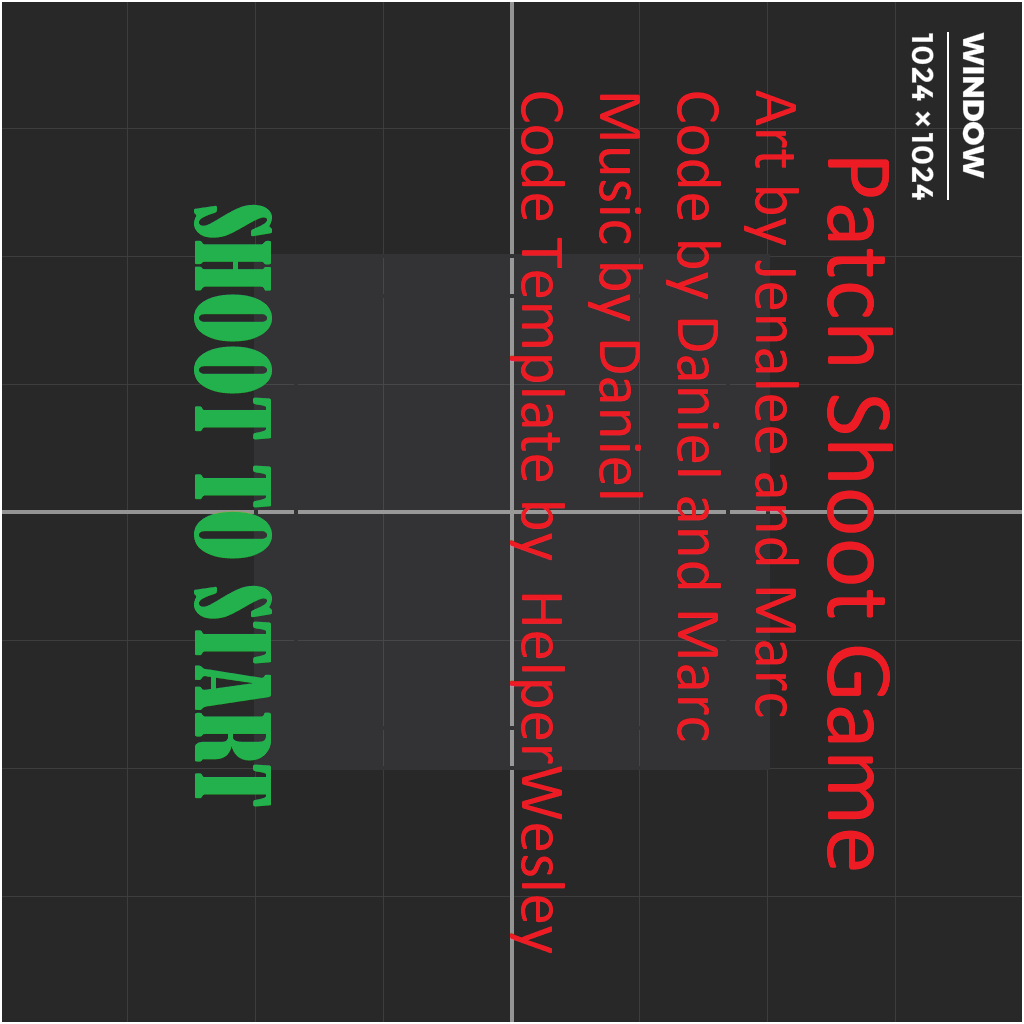 WINDOW
1024 ×1024
Patch Shoot Game
Art by Jenalee and Marc
Code by Daniel and Marc
Music by Daniel
Code Template by  HelperWesley
SHOOT TO START